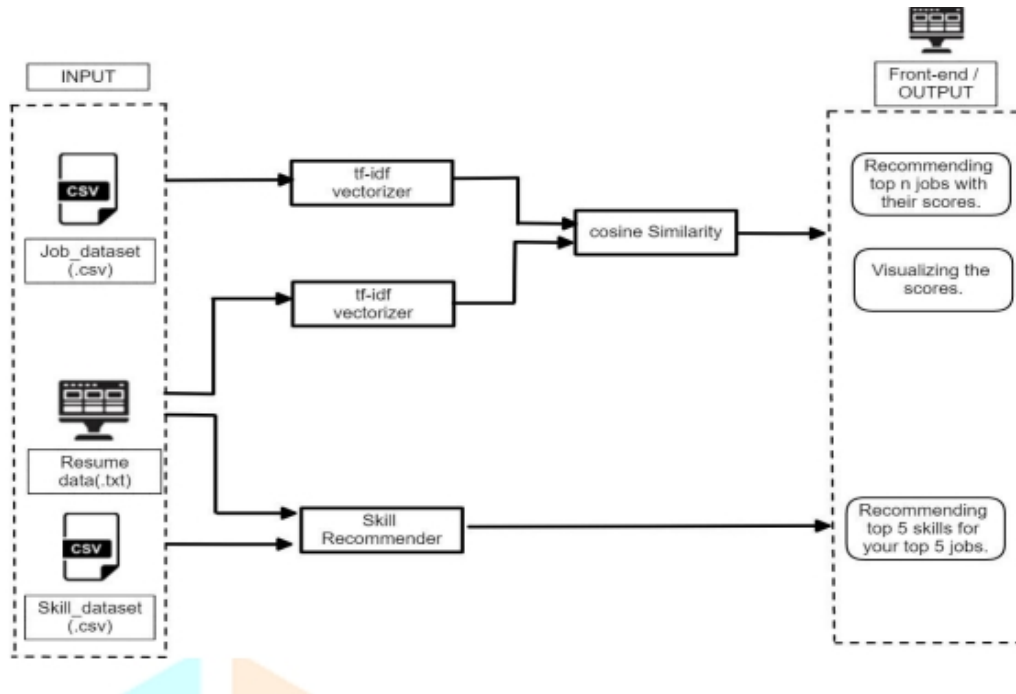 INPUT
CSV
Job_dataset
(.csv)
Resume
data(.txt)
CSV
Skill_dataset
(.csv)
tf-idf
vectorizer
tf-idf
vectorizer
Skill
Recommender
cosine Similarity
Front-end /
OUTPUT
Recommending
top n jobs with
their scores.
Visualizing the
scores.
Recommending
top 5 skills for
your top 5 jobs.